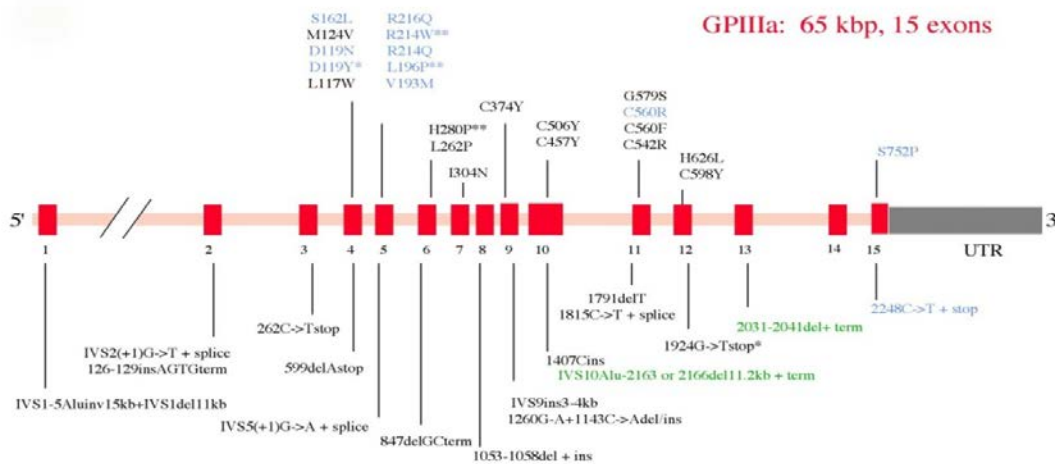 GPIIIa: 65 kbp, 15 exons
S162L
M124V
D119N
D119Y*
L117W
R216Q
R214W**
R214Q
L196P**
V193M
H280P**
L262P
I304N
C374Y
C506Y
C457Y
G579S
C560R
C560F
C542R
H626L
C598Y
S752P
5'
3'
1 2 3 4 5 6 7 8 9 10 11 12 13 14 15
UTR
IVS1-5Aluinv15kb+IVS1del11kb
IVS2(+1)G->T + splice
126-129insAGTGterm
262C->Tstop
599delAstop
IVS5(+1)G->A + splice
847delGCterm
1053-1058del + ins
IVS9ins3-4kb
1260G-A+1143C->Adel/ins
1407Cins
IVS10Alu-2163 or 2166del11.2kb + term
1791delT
1815C->T + splice
1924G->Tstop*
2031-2041del+ term
2248C->T + stop